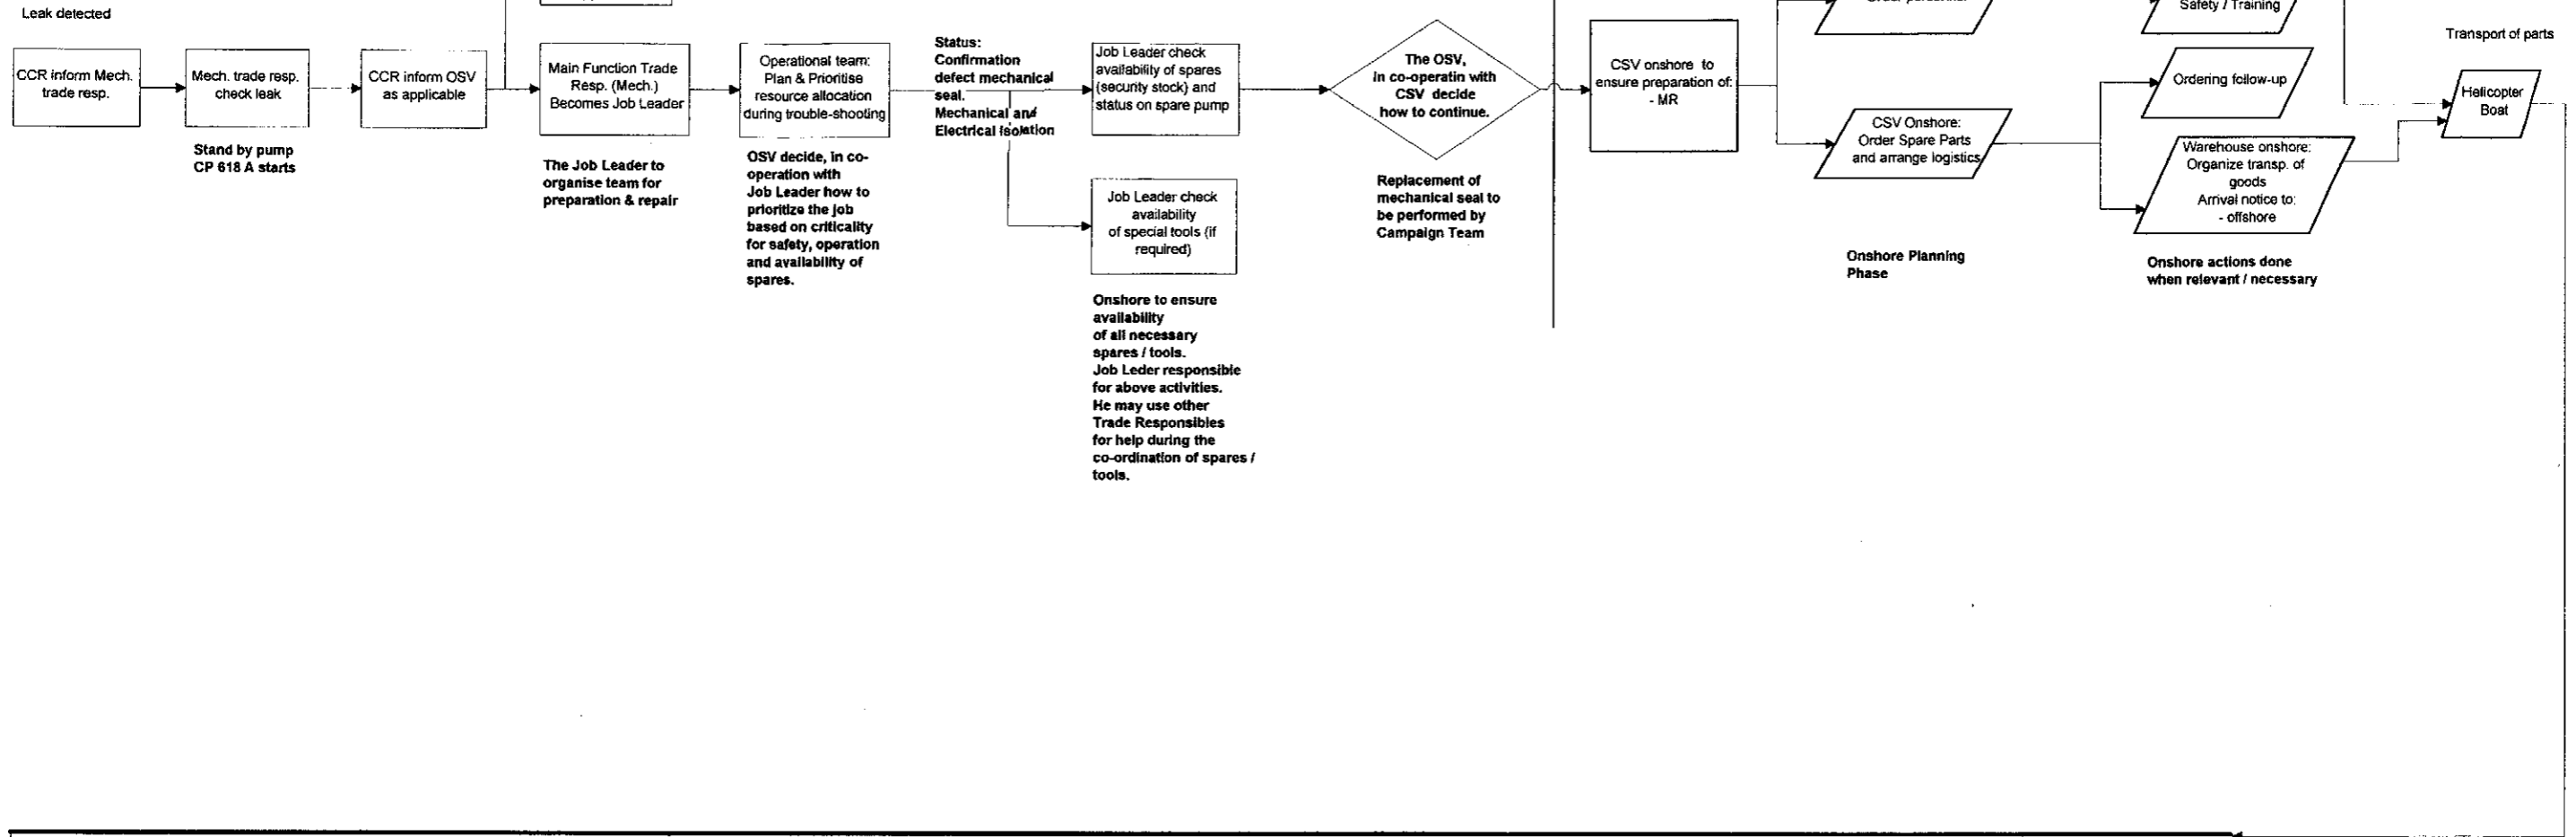 Leak detected
CCR inform Mech.
trade resp.
Mech. trade resp.
check leak
Stand by pump
CP 618 A starts
CCR inform OSV
as applicable
Main Function Trade
Resp. (Mech.)
Becomes Job Leader
The Job Leader to
organise team for
preparation & repair
Operational team:
Plan & Prioritise
resource allocation
during trouble-shooting
OSV decide, in co-
operation with
Job Leader how to
prioritize the job
based on criticality
for safety, operation
and availability of
spares.
Status:
Confirmation
defect mechanical
seal.
Mechanical and
Electrical Isolation
Job Leader check
availability of spares
(security stock) and
status on spare pump
Job Leader check
availability
of special tools (if
required)
Onshore to ensure
availability
of all necessary
spares / tools.
Job Leder responsible
for above activities.
He may use other
Trade Responsibles
for help during the
co-ordination of spares /
tools.
The OSV,
in co-operatin with
CSV decide
how to continue.
Replacement of
mechanical seal to
be performed by
Campaign Team
CSV onshore to
ensure preparation of:
- MR
CSV Onshore:
Order Spare Parts
and arrange logistics
Onshore Planning
Phase
Safety / Training
Ordering follow-up
Warehouse onshore:
Organize transp. of
goods
Arrival notice to:
- offshore
Onshore actions done
when relevant / necessary
Transport of parts
Helicopter
Boat